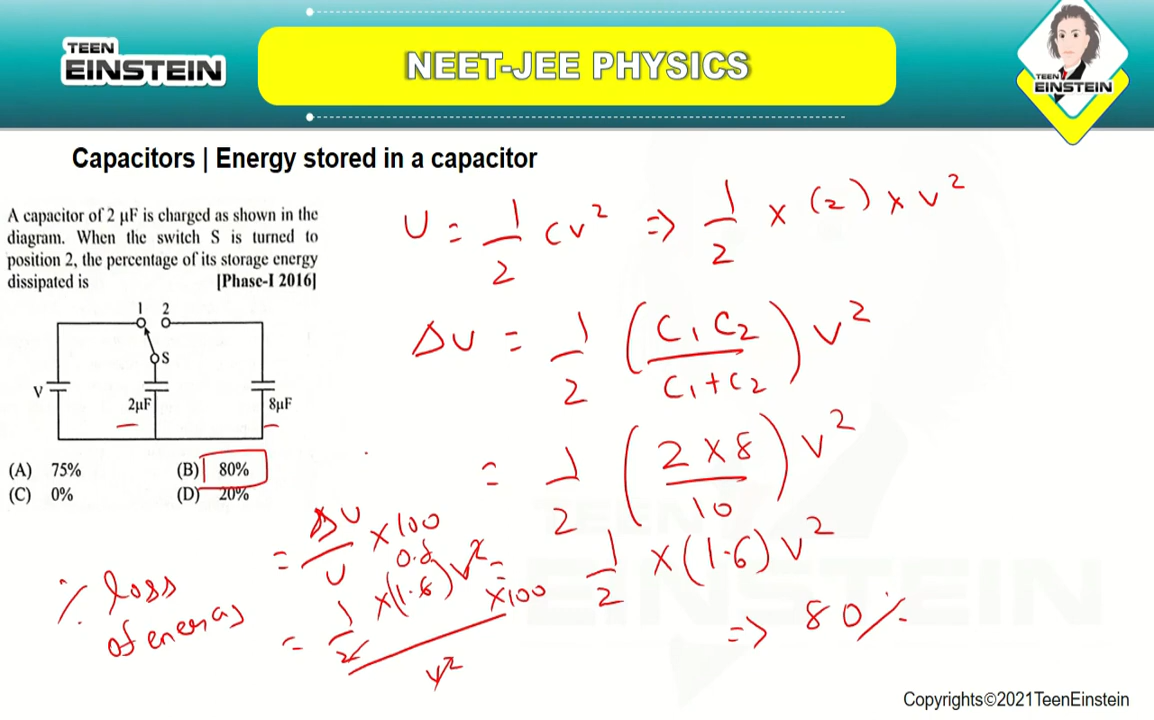 TEEN
EINSTEIN
NEET-JEE PHYSICS
TEEN
EINSTEIN
Capacitors | Energy stored in a capacitor
A capacitor of 2 μF is charged as shown in the
diagram. When the switch S is turned to
position 2, the percentage of its storage energy
dissipated is [Phase-I 2016]
1 2
S
V
2μF
8μF
(A) 75% (B) 80%
(C) 0% (D) 20%
U = 1/2 CV² ⇒ 1/2 × (2) × V²
ΔU = 1/2 (C₁C₂/C₁+C₂) V²
= 1/2 (2×8/10) V²
= 1/2 × (1.6) V²
% loss
of energy
= ΔU/U × 100
= 1/2 × (1.6) V² / V² × 100
0.8
⇒ 80%
TEEN
EINSTEIN
Copyrights©2021TeenEinstein